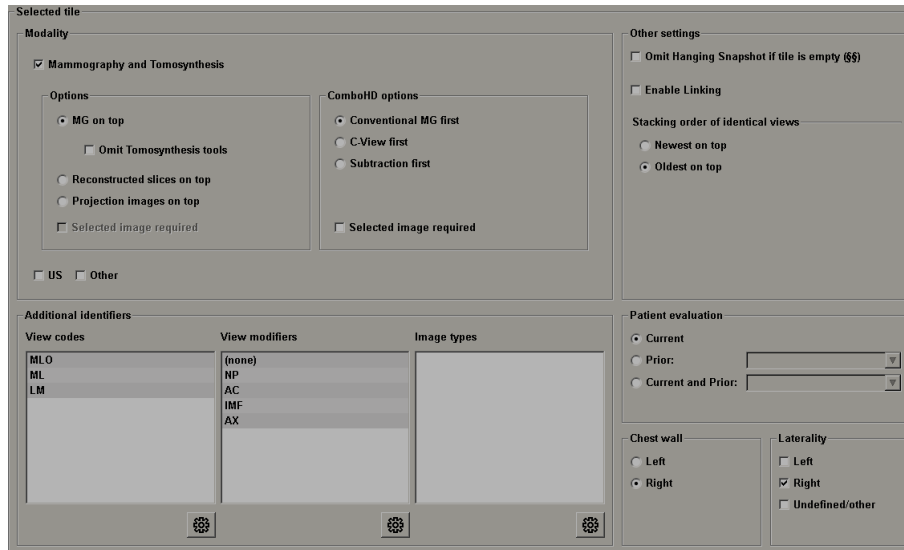 Selected tile
Modality
Mammography and Tomosynthesis
Options
MG on top
Omit Tomosynthesis tools
Reconstructed slices on top
Projection images on top
Selected image required
ComboHD options
Conventional MG first
C-View first
Subtraction first
Selected image required
US Other
Other settings
Omit Hanging Snapshot if tile is empty (§§)
Enable Linking
Stacking order of identical views
Newest on top
Oldest on top
Additional identifiers
View codes
MLO
ML
LM
View modifiers
(none)
NP
AC
IMF
AX
Image types
Patient evaluation
Current
Prior:
Current and Prior:
Chest wall
Left
Right
Laterality
Left
Right
Undefined/other